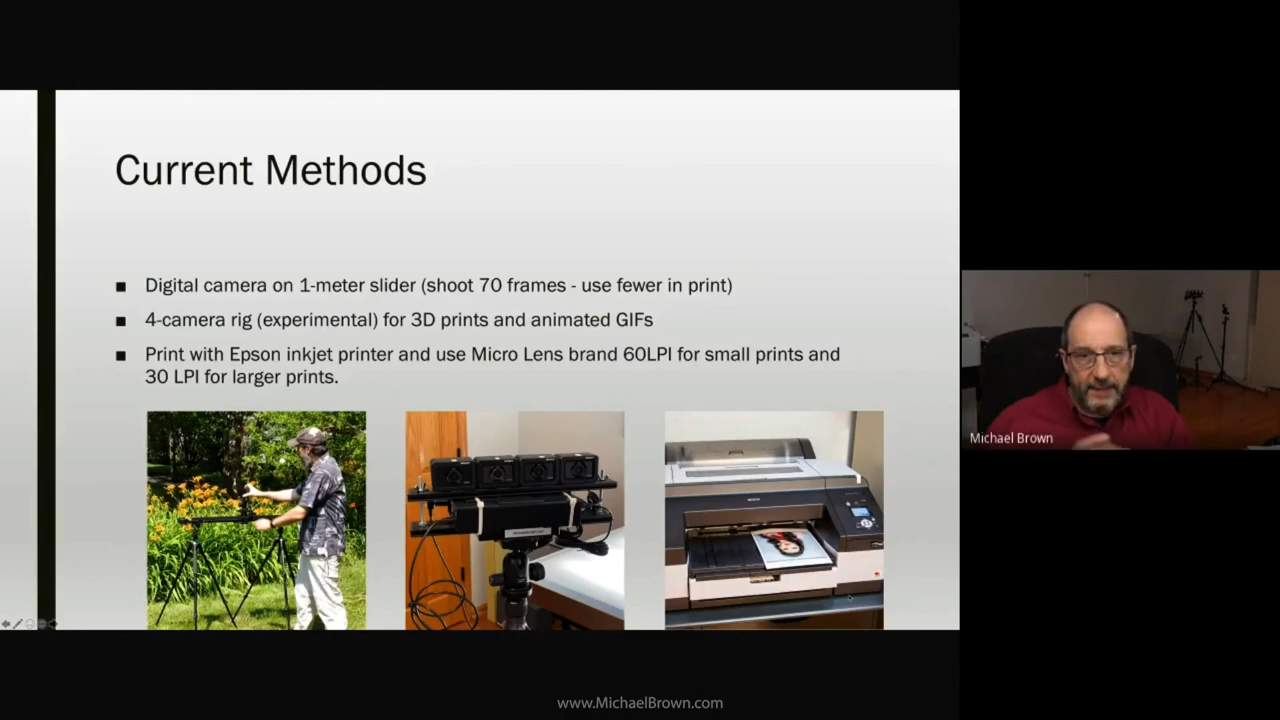 Current Methods
Digital camera on 1-meter slider (shoot 70 frames - use fewer in print)
4-camera rig (experimental) for 3D prints and animated GIFs
Print with Epson inkjet printer and use Micro Lens brand 60LPI for small prints and
30 LPI for larger prints.
Michael Brown
www.MichaelBrown.com